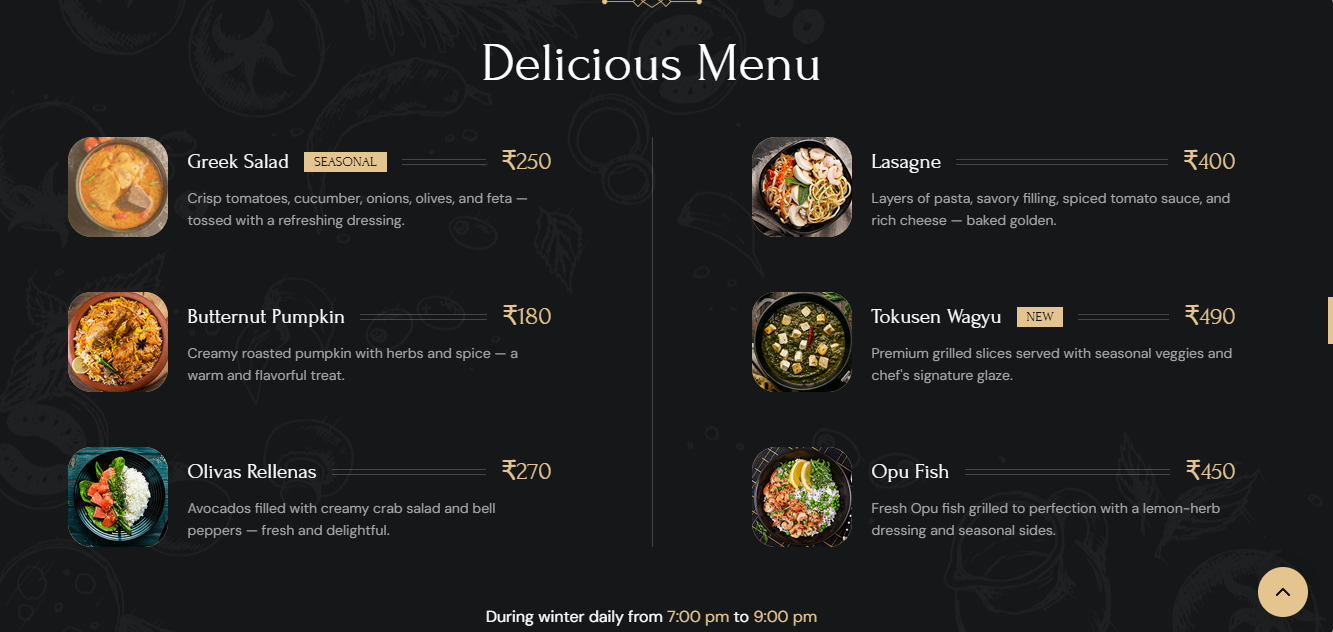 Delicious Menu
Greek Salad SEASONAL ₹250
Crisp tomatoes, cucumber, onions, olives, and feta —
tossed with a refreshing dressing.
Butternut Pumpkin ₹180
Creamy roasted pumpkin with herbs and spice — a
warm and flavorful treat.
Olivas Rellenas ₹270
Avocados filled with creamy crab salad and bell
peppers — fresh and delightful.
Lasagne ₹400
Layers of pasta, savory filling, spiced tomato sauce, and
rich cheese — baked golden.
Tokusen Wagyu NEW ₹490
Premium grilled slices served with seasonal veggies and
chef's signature glaze.
Opu Fish ₹450
Fresh Opu fish grilled to perfection with a lemon-herb
dressing and seasonal sides.
During winter daily from 7:00 pm to 9:00 pm